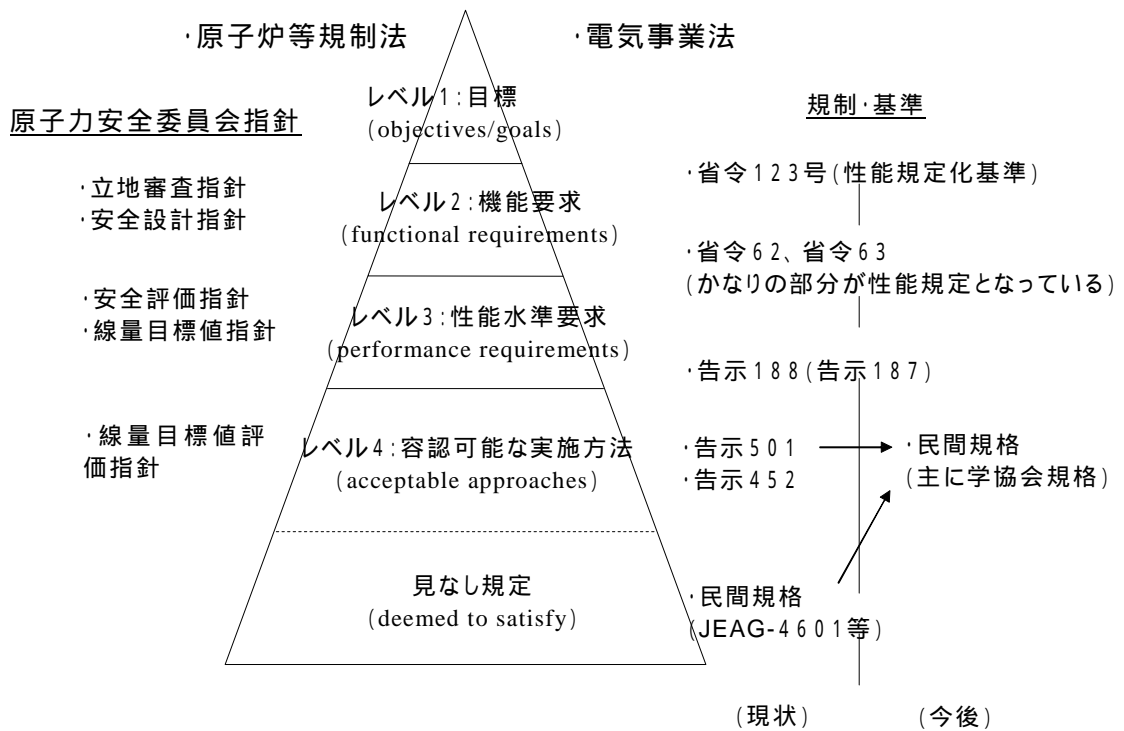 ・原子炉等規制法
・電気事業法
原子力安全委員会指針
・立地審査指針
・安全設計指針
・安全評価指針
・線量目標値指針
・線量目標値評
価指針
レベル1:目標
(objectives/goals)
レベル2:機能要求
(functional requirements)
レベル3:性能水準要求
(performance requirements)
レベル4:容認可能な実施方法
(acceptable approaches)
見なし規定
(deemed to satisfy)
規制・基準
・省令123号(性能規定化基準)
・省令62、省令63
(かなりの部分が性能規定となっている)
・告示188(告示187)
・告示501
・告示452
・民間規格
(主に学協会規格)
・民間規格
(JEAG-4601等)
(現状)
(今後)